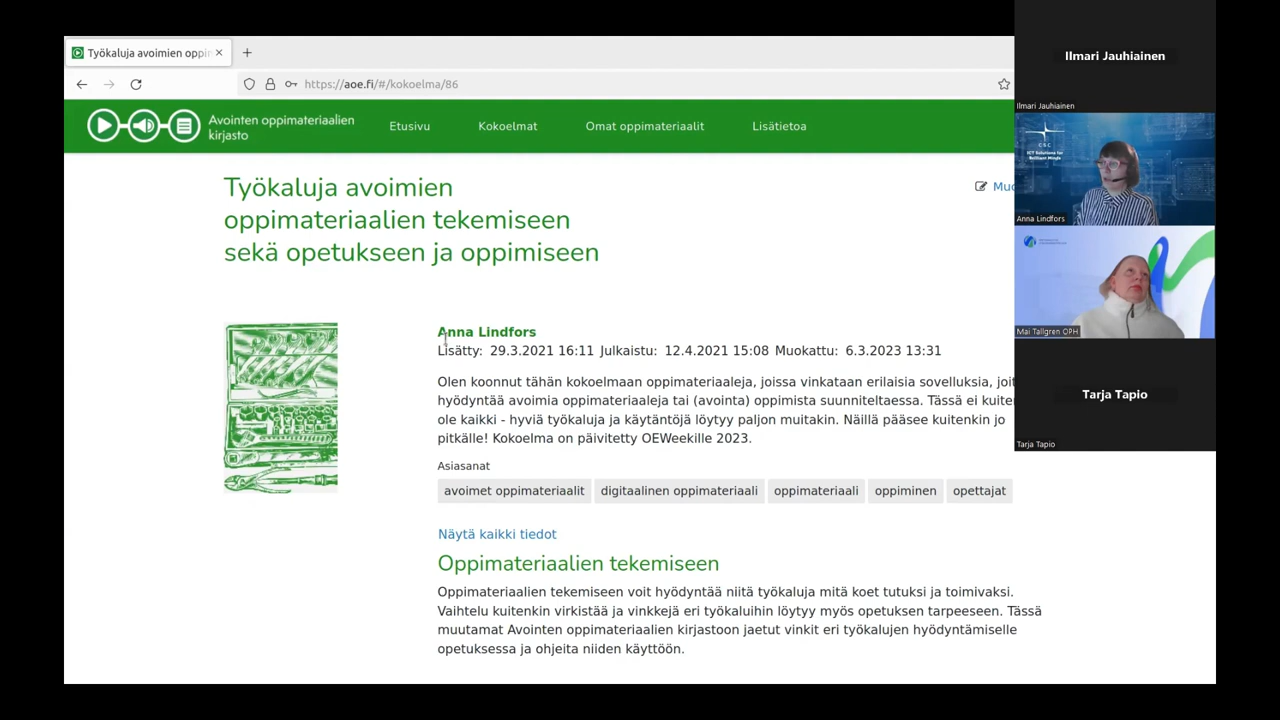 Työkaluja avoimien oppi
https://aoe.fi/#/kokoelma/86
Avointen oppimateriaalien
kirjasto
Etusivu
Kokoelmat
Omat oppimateriaalit
Lisätietoa
Työkaluja avoimien
oppimateriaalien tekemiseen
sekä opetukseen ja oppimiseen
Anna Lindfors
Lisätty: 29.3.2021 16:11 Julkaistu: 12.4.2021 15:08 Muokattu: 6.3.2023 13:31
Olen koonnut tähän kokoelmaan oppimateriaaleja, joissa vinkataan erilaisia sovelluksia, joit
hyödyntää avoimia oppimateriaaleja tai (avointa) oppimista suunniteltaessa. Tässä ei kuite
ole kaikki - hyviä työkaluja ja käytäntöjä löytyy paljon muitakin. Näillä pääsee kuitenkin jo
pitkälle! Kokoelma on päivitetty OEWeekille 2023.
Asiasanat
avoimet oppimateriaalit
digitaalinen oppimateriaali
oppimateriaali
oppiminen
opettajat
Näytä kaikki tiedot
Oppimateriaalien tekemiseen
Oppimateriaalien tekemiseen voit hyödyntää niitä työkaluja mitä koet tutuksi ja toimivaksi.
Vaihtelu kuitenkin virkistää ja vinkkejä eri työkaluihin löytyy myös opetuksen tarpeeseen. Tässä
muutamat Avointen oppimateriaalien kirjastoon jaetut vinkit eri työkalujen hyödyntämiselle
opetuksessa ja ohjeita niiden käyttöön.
Muo
Ilmari Jauhiainen
Ilmari Jauhiainen
CSC
ICT Solutions for
Brilliant Minds
Anna Lindfors
Mai Tallgren OPH
Tarja Tapio
Tarja Tapio